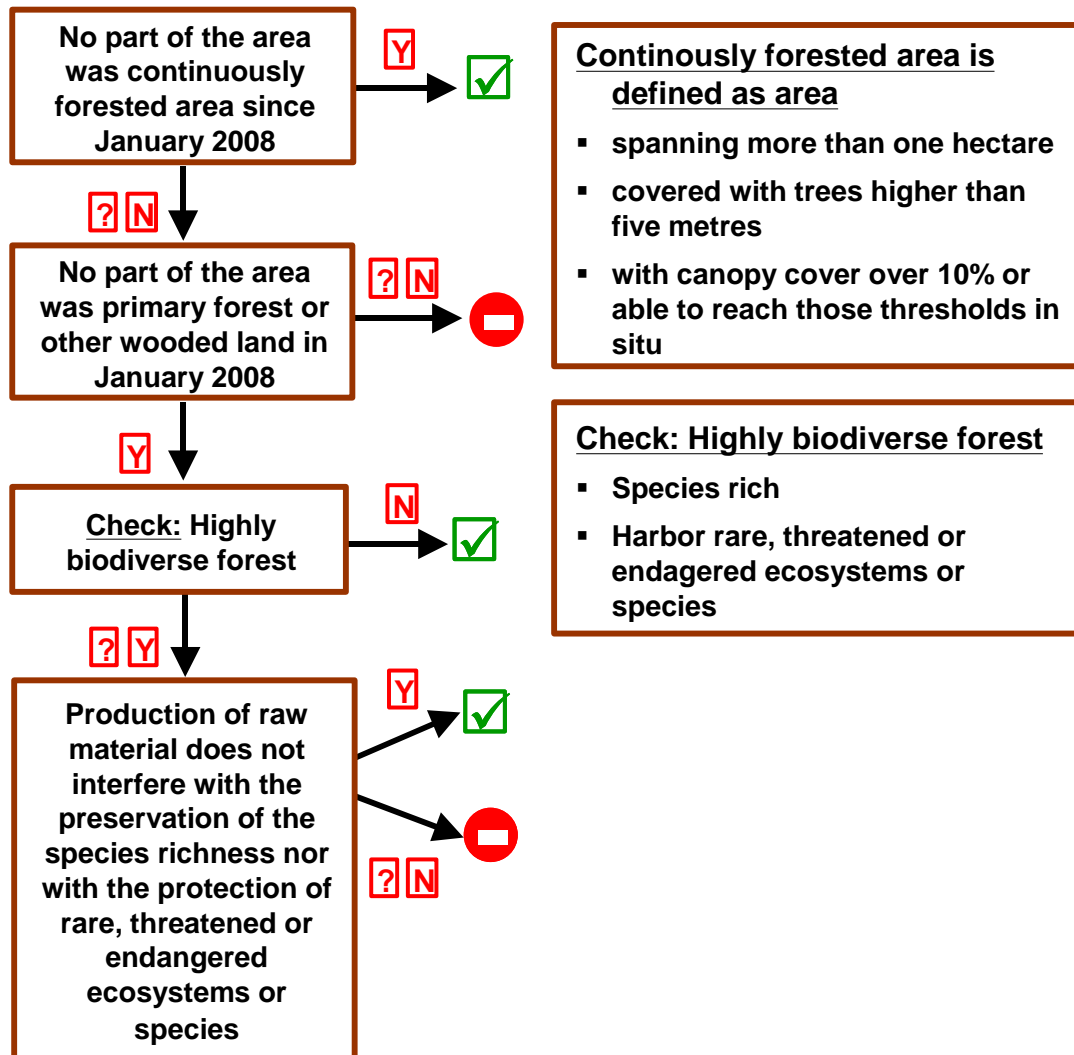 No part of the area
was continuously
forested area since
January 2008
Y
? N
No part of the area
was primary forest or
other wooded land in
January 2008
? N
Y
Check: Highly
biodiverse forest
N
? Y
Production of raw
material does not
interfere with the
preservation of the
species richness nor
with the protection of
rare, threatened or
endangered
ecosystems or
species
Y
? N
Continously forested area is
defined as area
▪ spanning more than one hectare
▪ covered with trees higher than
five metres
▪ with canopy cover over 10% or
able to reach those thresholds in
situ
Check: Highly biodiverse forest
▪ Species rich
▪ Harbor rare, threatened or
endagered ecosystems or
species